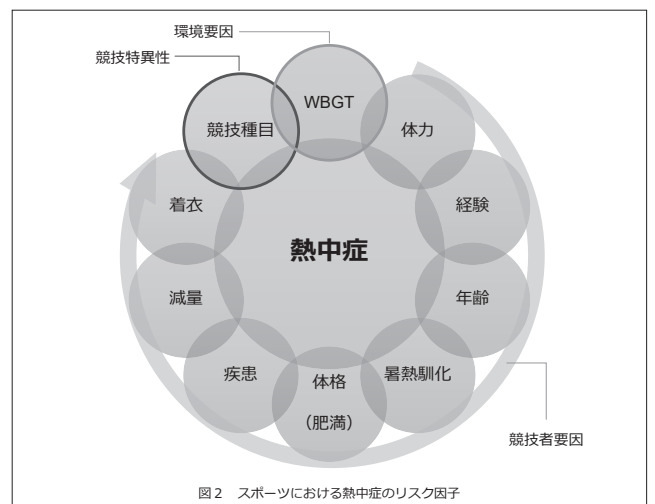 環境要因
競技特異性
WBGT
競技種目
体力
着衣
経験
熱中症
減量
年齢
疾患
体格
(肥満)
暑熱馴化
競技者要因
図2 スポーツにおける熱中症のリスク因子